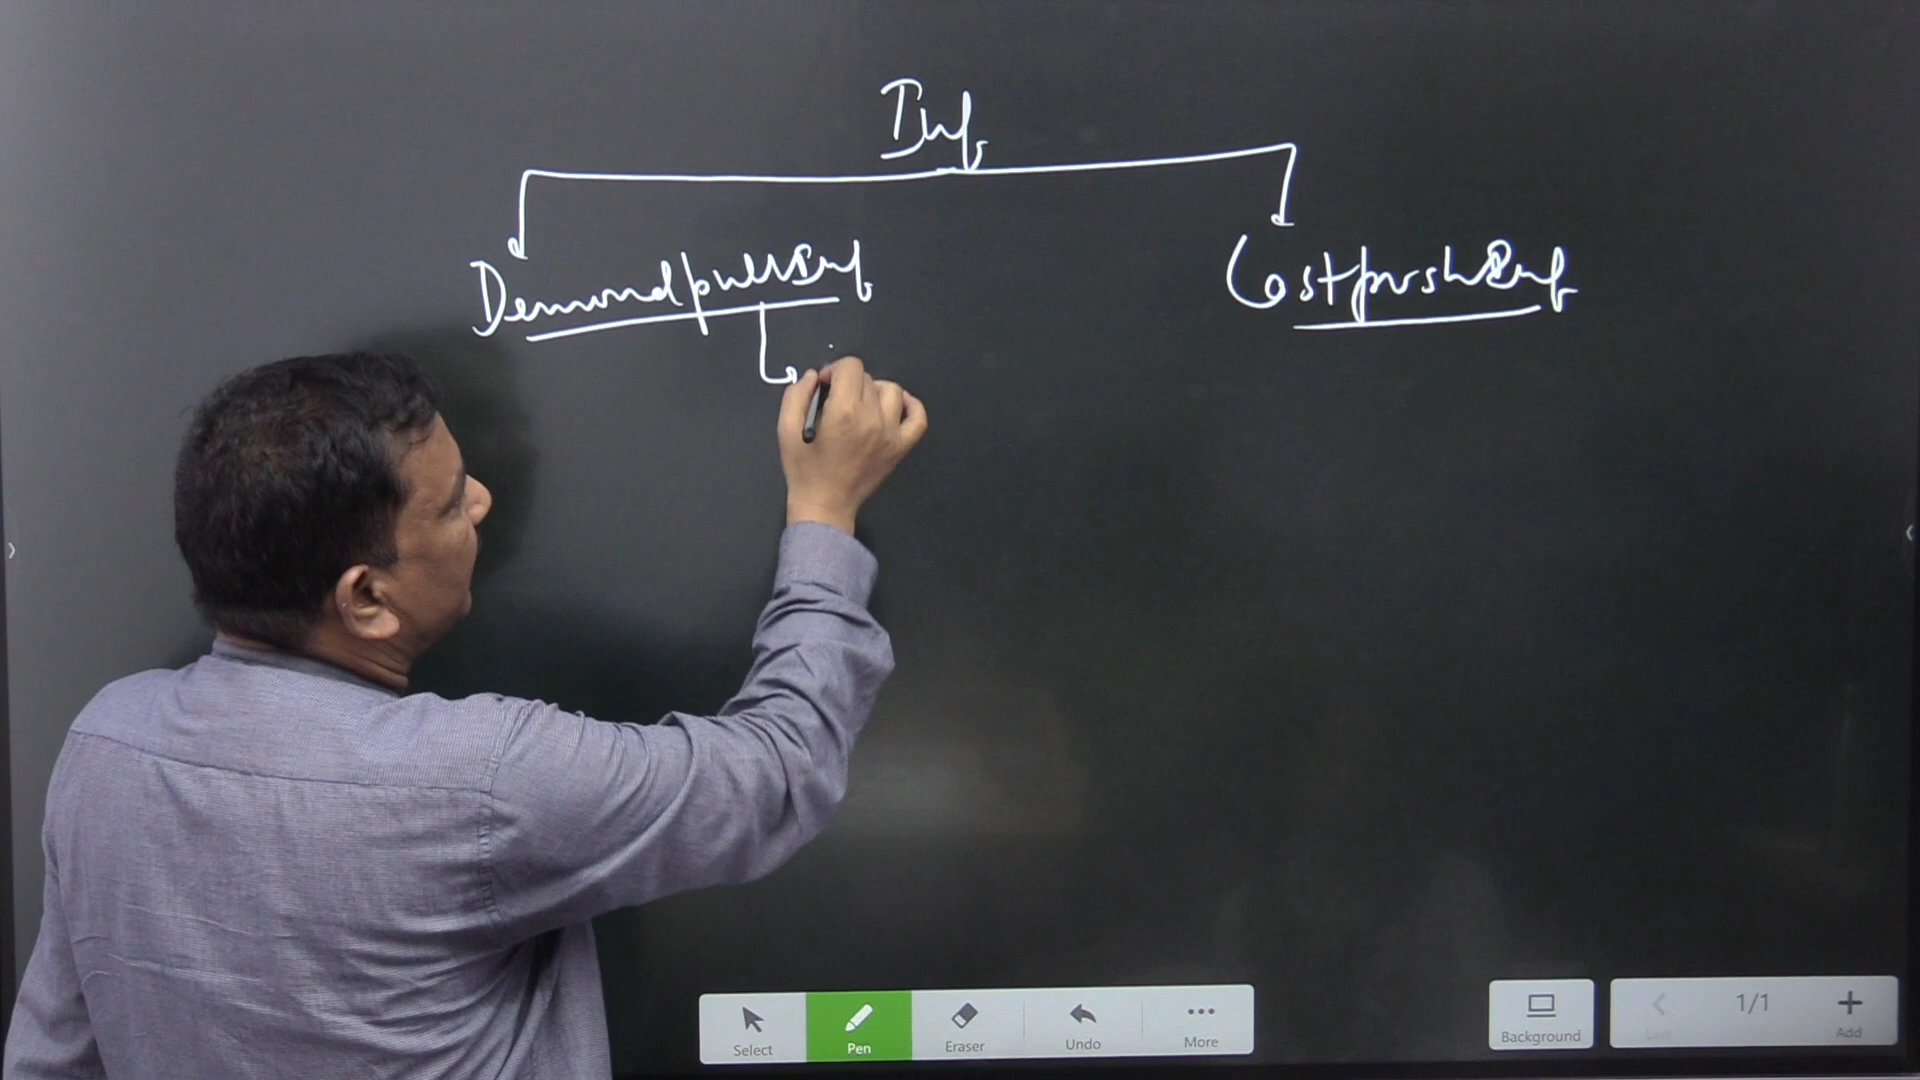 Inf
Demand pull Inf
Cost push Inf
Select
Pen
Eraser
Undo
More
Background
1/1
Add